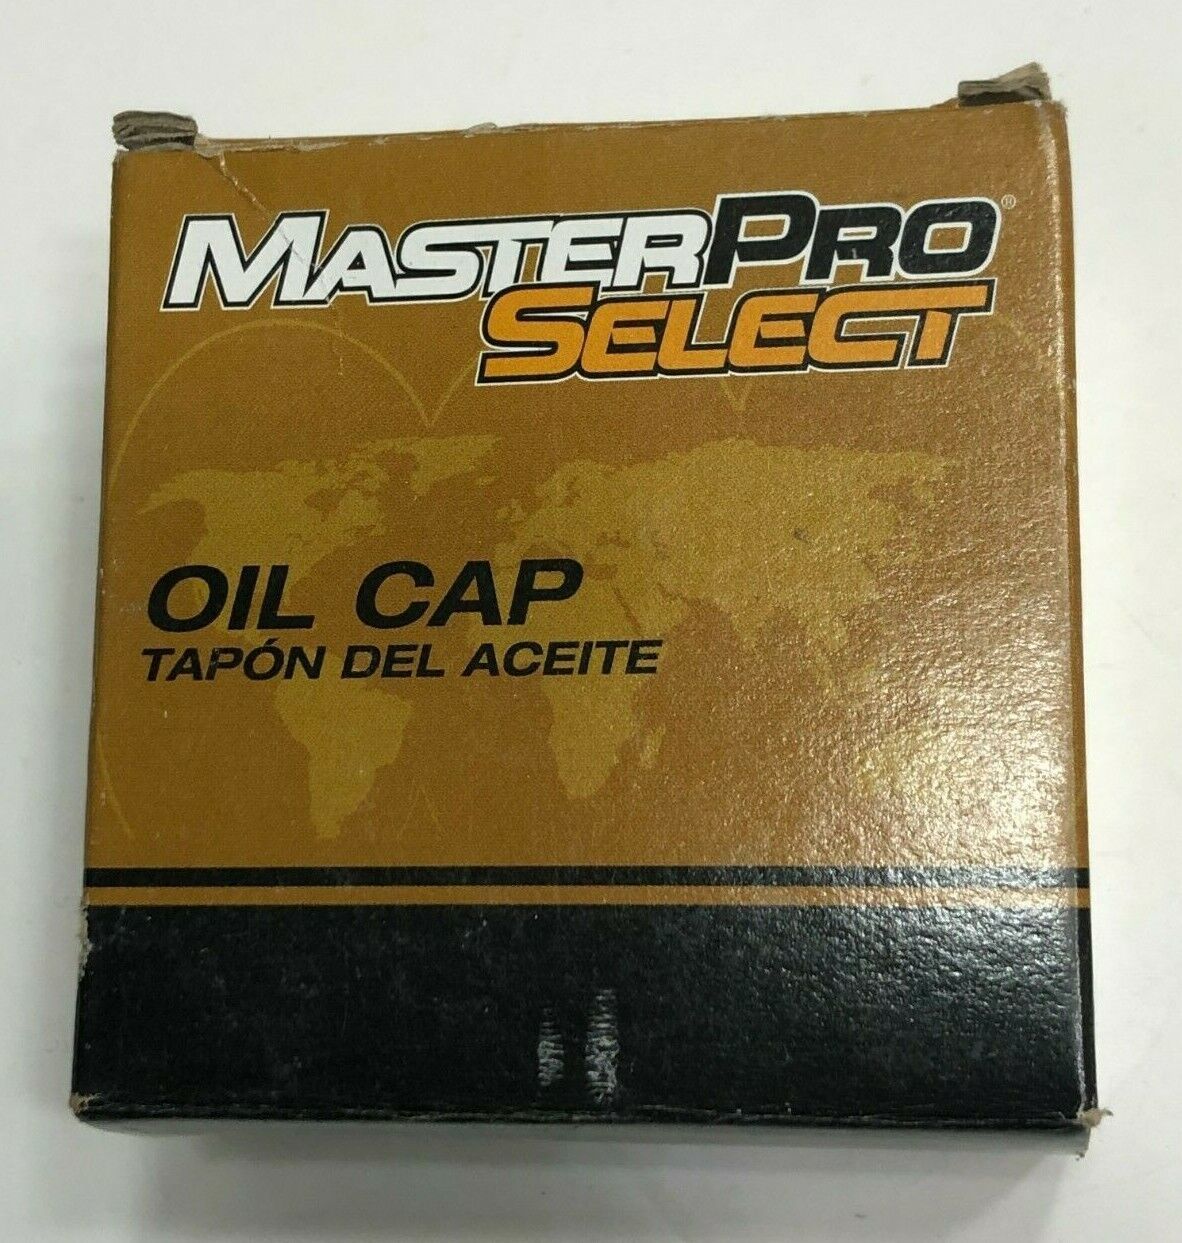 MASTERPRO®
SELECT
OIL CAP
TAPÓN DEL ACEITE